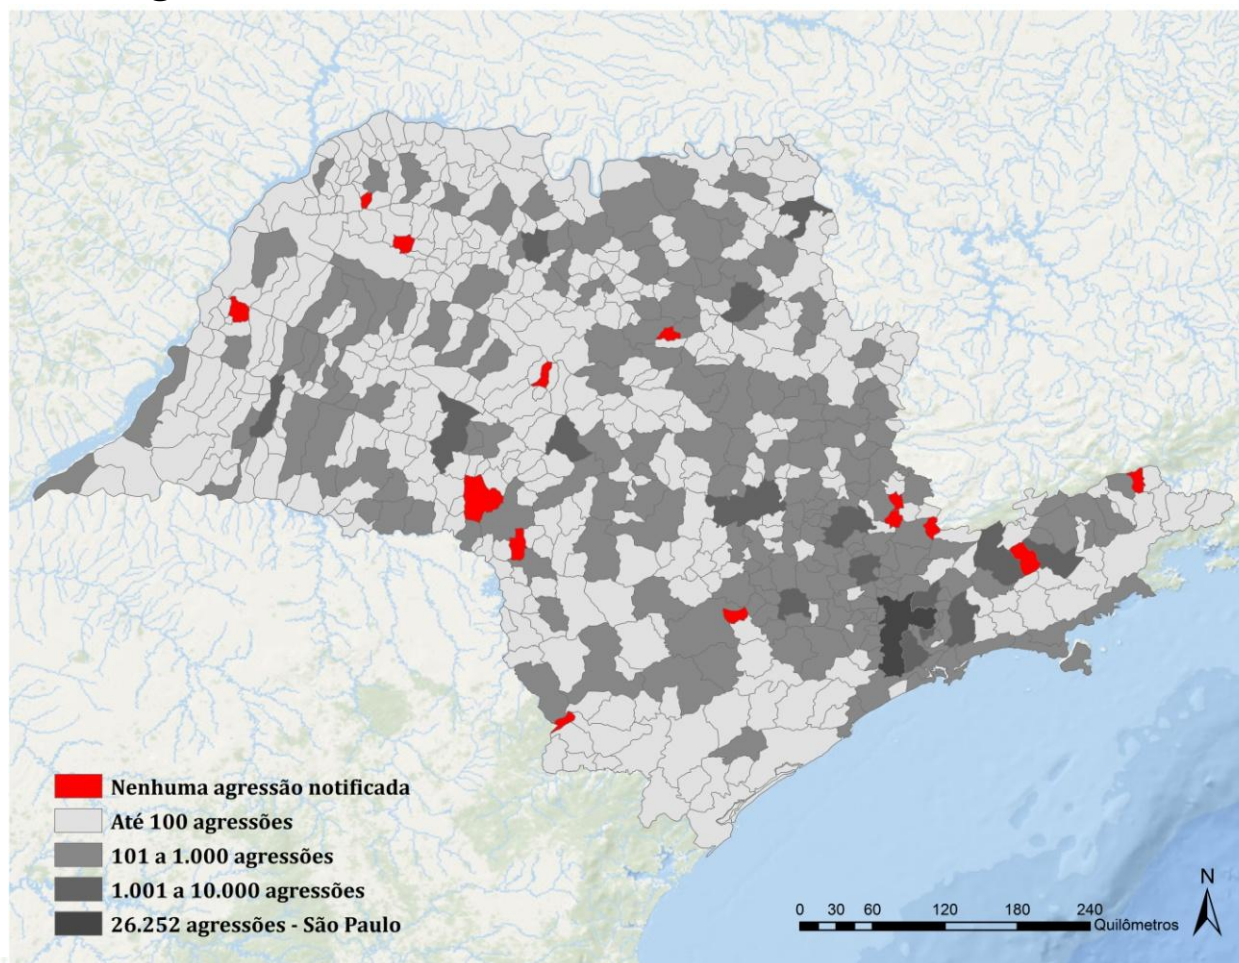 Nenhuma agressão notificada
Até 100 agressões
101 a 1.000 agressões
1.001 a 10.000 agressões
26.252 agressões - São Paulo
N
0 30 60 120 180 240
Quilômetros